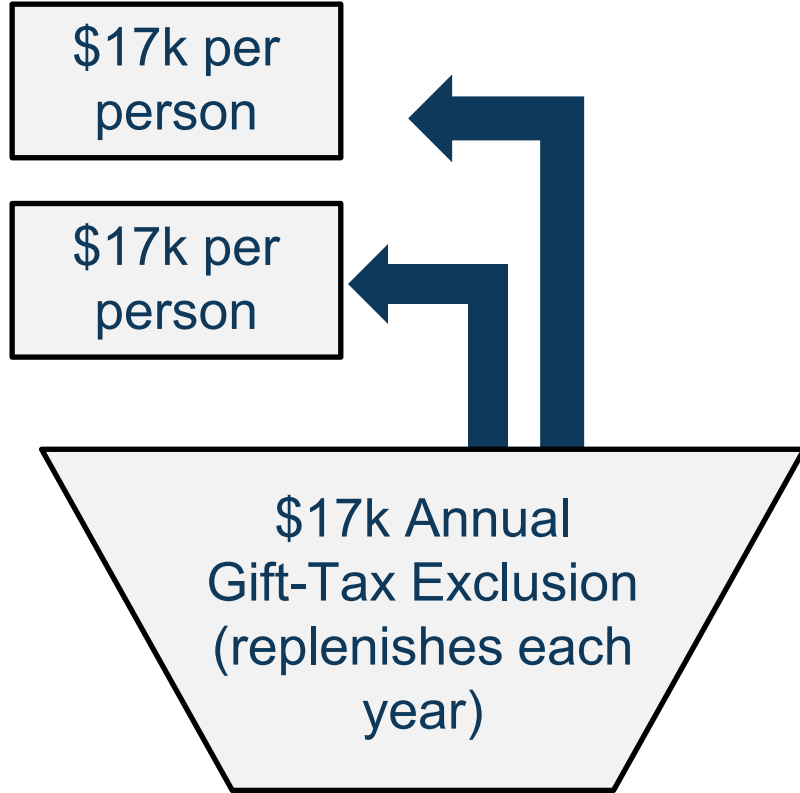 $17k per
person
$17k per
person
$17k Annual
Gift-Tax Exclusion
(replenishes each
year)